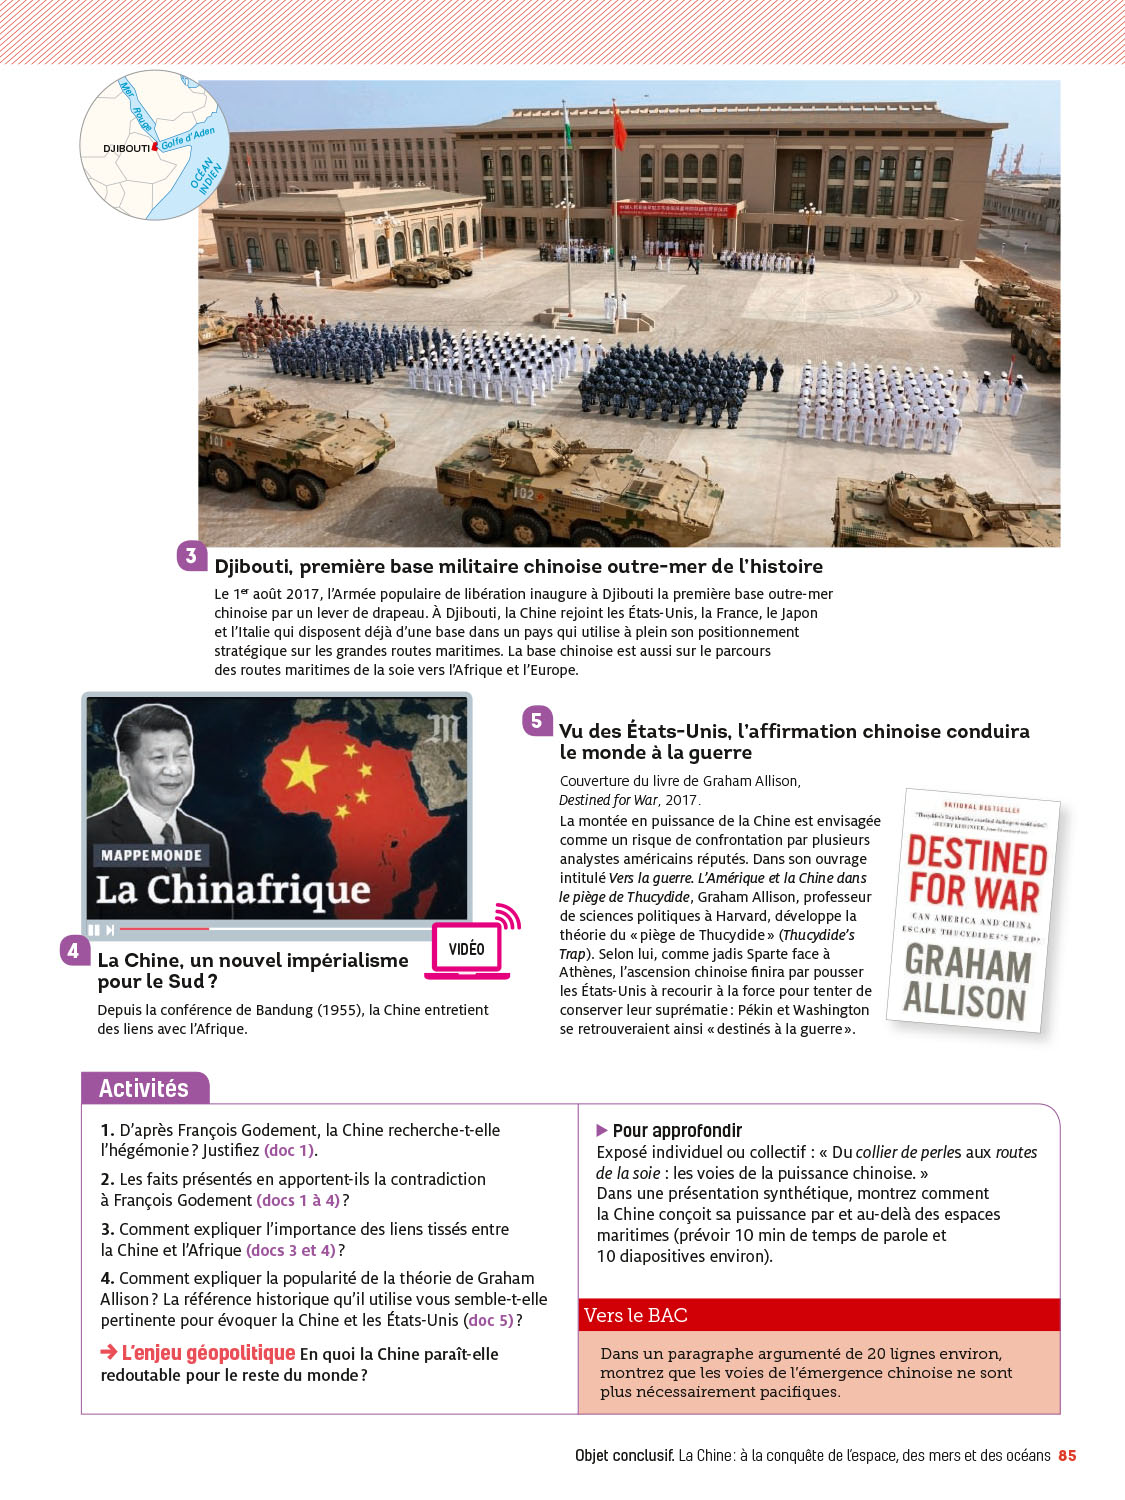 Mer
Rouge
Golfe d'Aden
DJIBOUTI
OCÉAN
INDIEN
101
102
3
Djibouti, première base militaire chinoise outre-mer de l'histoire
Le 1er août 2017, l'Armée populaire de libération inaugure à Djibouti la première base outre-mer
chinoise par un lever de drapeau. À Djibouti, la Chine rejoint les États-Unis, la France, le Japon
et l'Italie qui disposent déjà d'une base dans un pays qui utilise à plein son positionnement
stratégique sur les grandes routes maritimes. La base chinoise est aussi sur le parcours
des routes maritimes de la soie vers l'Afrique et l'Europe.
M
MAPPEMONDE
La Chinafrique
VIDÉO
4
La Chine, un nouvel impérialisme
pour le Sud ?
Depuis la conférence de Bandung (1955), la Chine entretient
des liens avec l'Afrique.
5
Vu des États-Unis, l'affirmation chinoise conduira
le monde à la guerre
Couverture du livre de Graham Allison,
Destined for War, 2017.
La montée en puissance de la Chine est envisagée
comme un risque de confrontation par plusieurs
analystes américains réputés. Dans son ouvrage
intitulé Vers la guerre. L'Amérique et la Chine dans
le piège de Thucydide, Graham Allison, professeur
de sciences politiques à Harvard, développe la
théorie du « piège de Thucydide » (Thucydide's
Trap). Selon lui, comme jadis Sparte face à
Athènes, l'ascension chinoise finira par pousser
les États-Unis à recourir à la force pour tenter de
conserver leur suprématie : Pékin et Washington
se retrouveraient ainsi « destinés à la guerre ».
NATIONAL BESTSELLER
DESTINED
FOR WAR
CAN AMERICA AND CHINA
ESCAPE THUCYDIDES'S TRAP?
GRAHAM
ALLISON
Activités
1. D'après François Godement, la Chine recherche-t-elle
l'hégémonie ? Justifiez (doc 1).
2. Les faits présentés en apportent-ils la contradiction
à François Godement (docs 1 à 4) ?
3. Comment expliquer l'importance des liens tissés entre
la Chine et l'Afrique (docs 3 et 4) ?
4. Comment expliquer la popularité de la théorie de Graham
Allison ? La référence historique qu'il utilise vous semble-t-elle
pertinente pour évoquer la Chine et les États-Unis (doc 5) ?
➔ L'enjeu géopolitique En quoi la Chine paraît-elle
redoutable pour le reste du monde ?
▶ Pour approfondir
Exposé individuel ou collectif : « Du collier de perles aux routes
de la soie : les voies de la puissance chinoise. »
Dans une présentation synthétique, montrez comment
la Chine conçoit sa puissance par et au-delà des espaces
maritimes (prévoir 10 min de temps de parole et
10 diapositives environ).
Vers le BAC
Dans un paragraphe argumenté de 20 lignes environ,
montrez que les voies de l'émergence chinoise ne sont
plus nécessairement pacifiques.
Objet conclusif. La Chine : à la conquête de l'espace, des mers et des océans 85